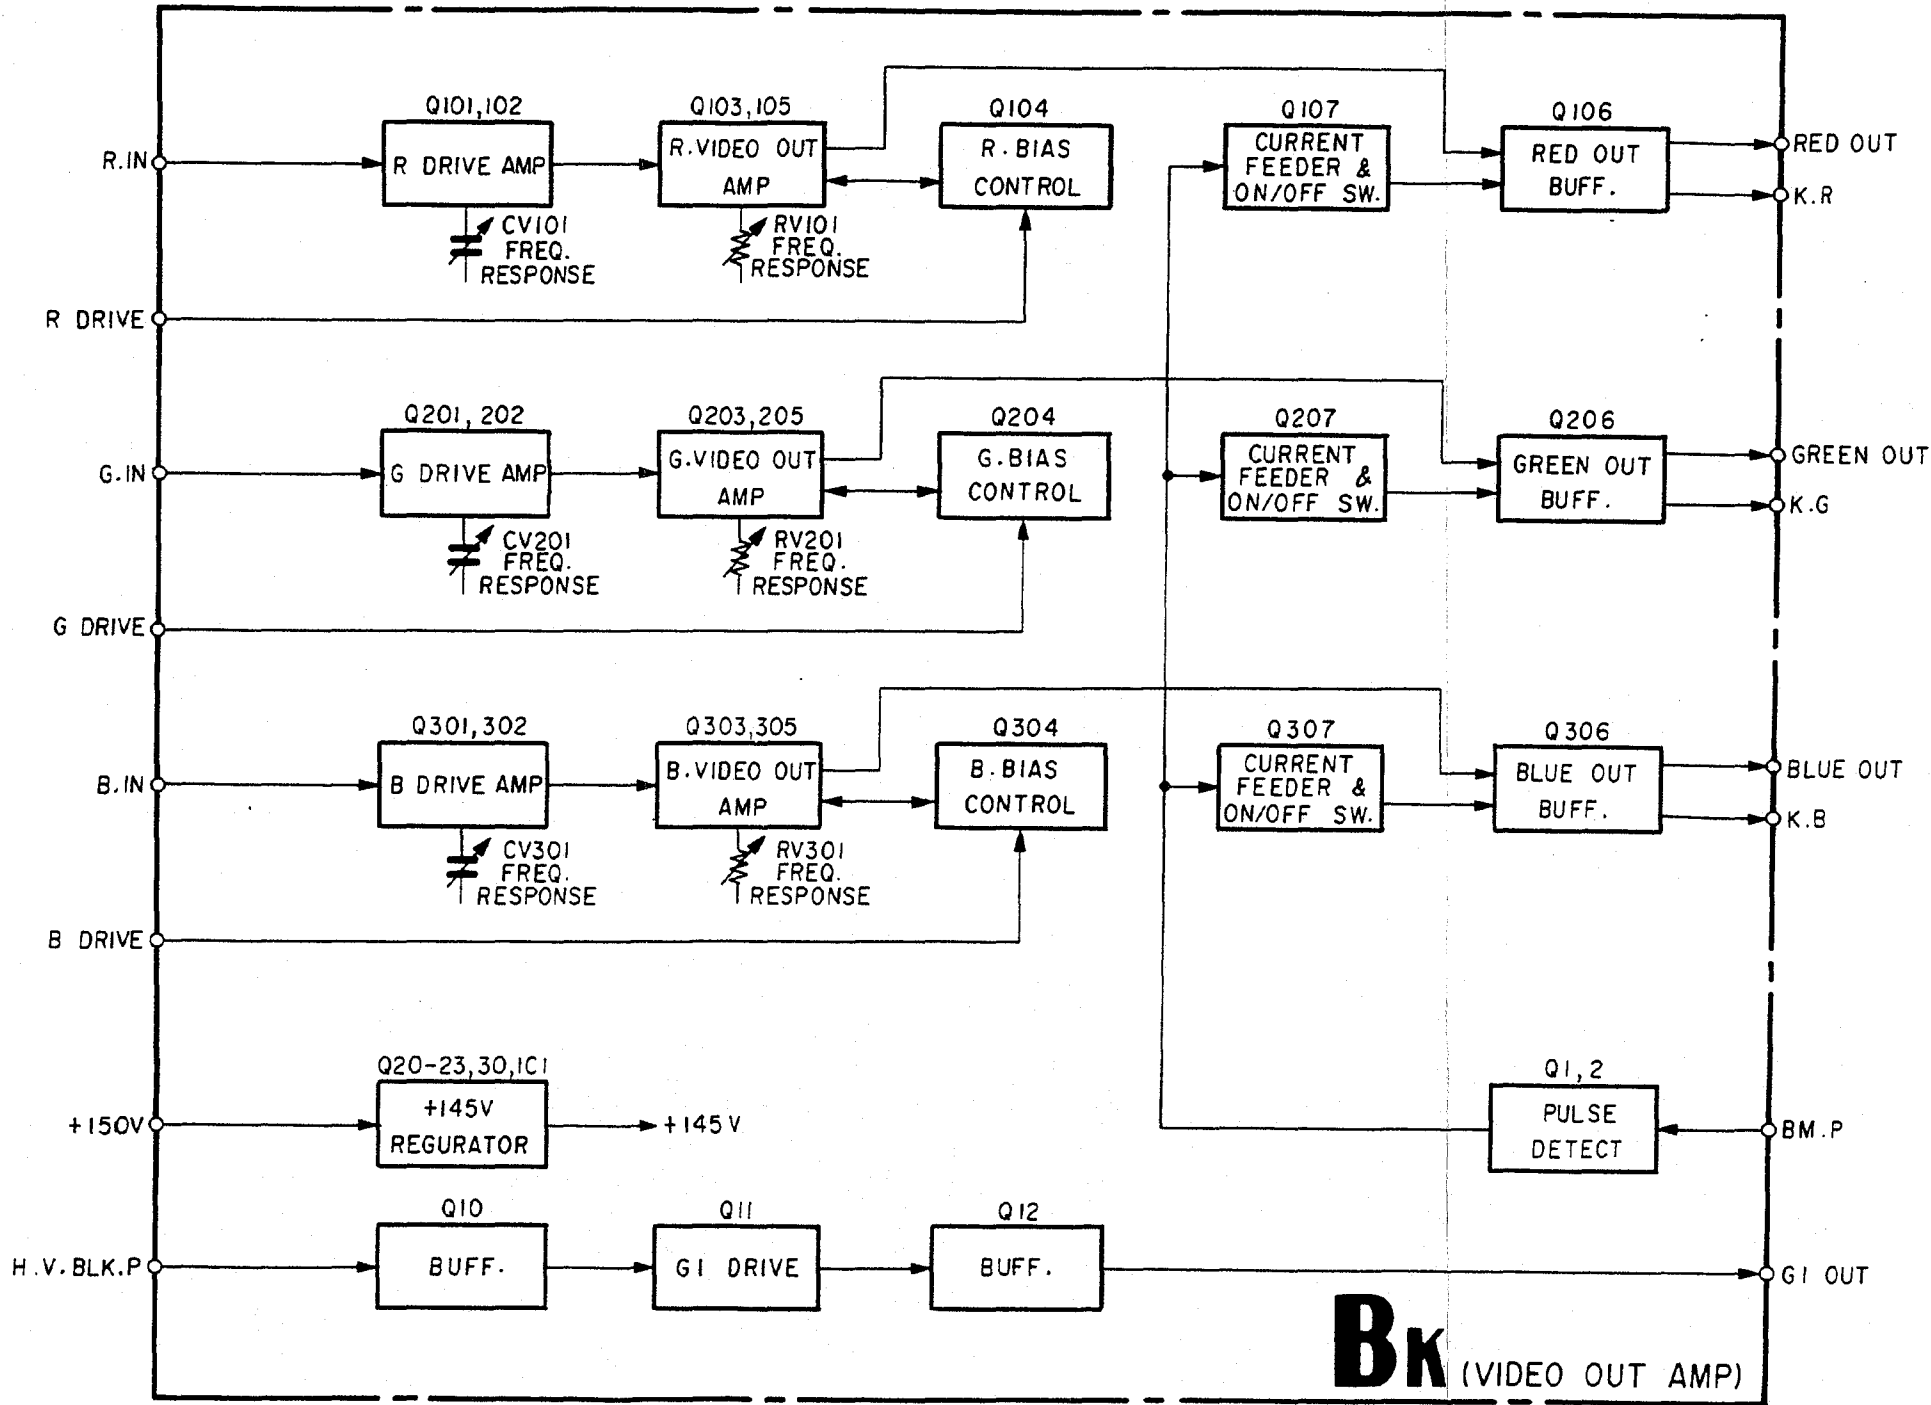 Q101,102
Q103,105
Q104
Q107
Q106
R.IN
R DRIVE AMP
R.VIDEO OUT
AMP
R.BIAS
CONTROL
CURRENT
FEEDER &
ON/OFF SW.
RED OUT
BUFF.
RED OUT
K.R
CV101
FREQ.
RESPONSE
RV101
FREQ.
RESPONSE
R DRIVE
Q201,202
Q203,205
Q204
Q207
Q206
G.IN
G DRIVE AMP
G.VIDEO OUT
AMP
G.BIAS
CONTROL
CURRENT
FEEDER &
ON/OFF SW.
GREEN OUT
BUFF.
GREEN OUT
K.G
CV201
FREQ.
RESPONSE
RV201
FREQ.
RESPONSE
G DRIVE
Q301,302
Q303,305
Q304
Q307
Q306
B.IN
B DRIVE AMP
B.VIDEO OUT
AMP
B.BIAS
CONTROL
CURRENT
FEEDER &
ON/OFF SW.
BLUE OUT
BUFF.
BLUE OUT
K.B
CV301
FREQ.
RESPONSE
RV301
FREQ.
RESPONSE
B DRIVE
Q20-23,30,IC1
+150V
+145V
REGURATOR
+145V
Q1,2
PULSE
DETECT
BM.P
Q10
Q11
Q12
H.V.BLK.P
BUFF.
G1 DRIVE
BUFF.
G1 OUT
BK (VIDEO OUT AMP)